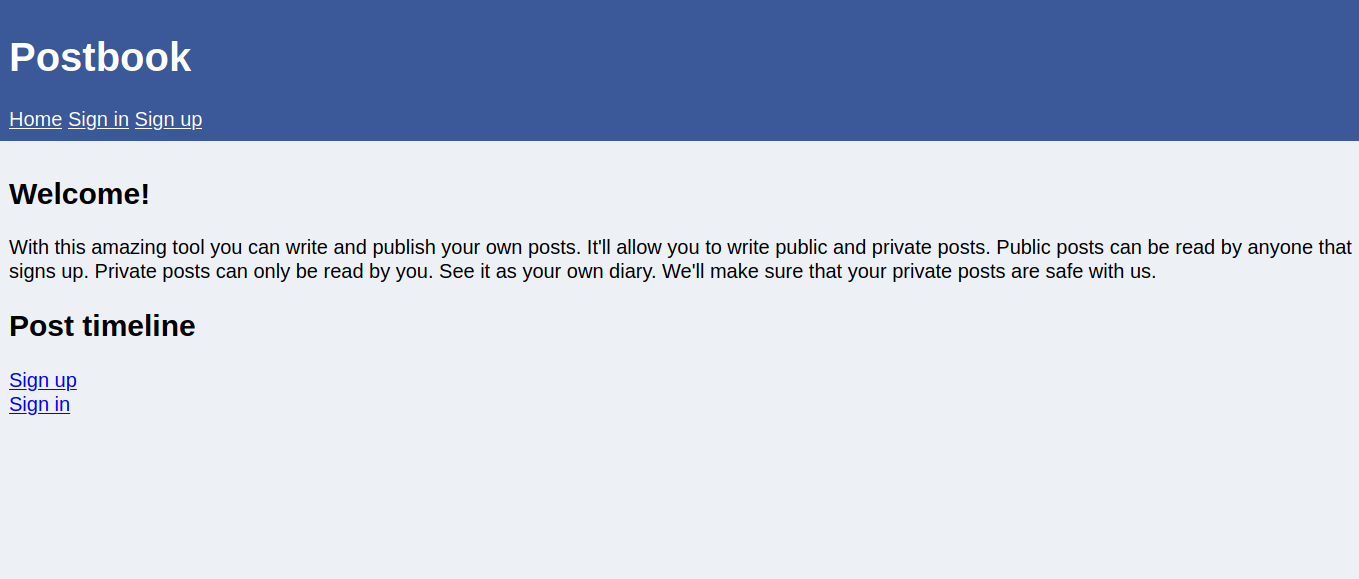 Postbook
Home Sign in Sign up
Welcome!
With this amazing tool you can write and publish your own posts. It'll allow you to write public and private posts. Public posts can be read by anyone that
signs up. Private posts can only be read by you. See it as your own diary. We'll make sure that your private posts are safe with us.
Post timeline
Sign up
Sign in